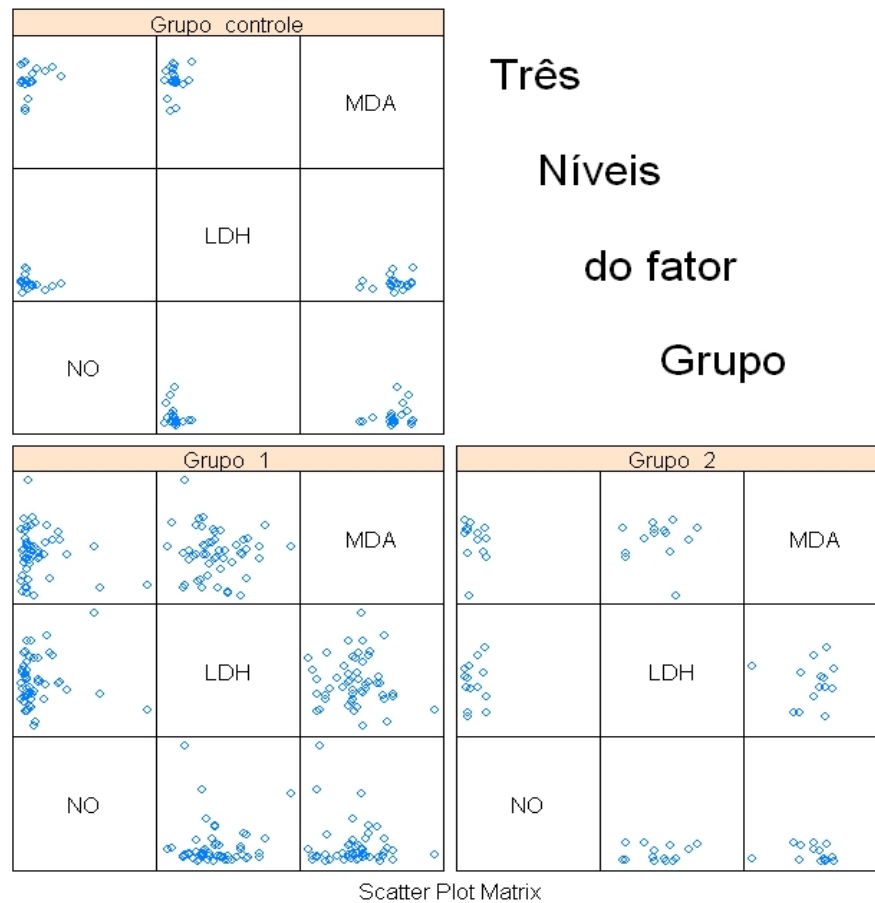 Grupo controle
MDA
LDH
NO
Três
Níveis
do fator
Grupo
Grupo 1
MDA
LDH
NO
Grupo 2
MDA
LDH
NO
Scatter Plot Matrix